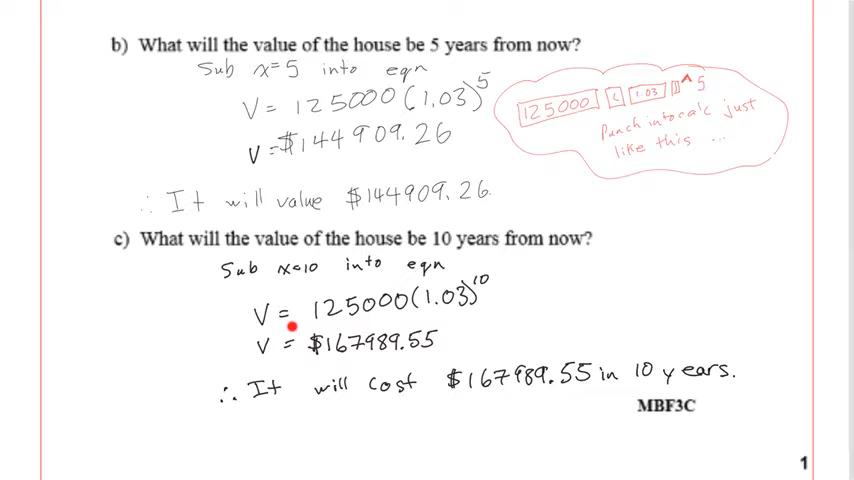 b) What will the value of the house be 5 years from now?
Sub x=5 into eqn
V = 125000(1.03)^5
V = $144909.26
125000 ( 1.03 ) ^ 5
Punch into calc just
like this ...
∴ It will value $144909.26.
c) What will the value of the house be 10 years from now?
Sub x=10 into eqn
V = 125000(1.03)^10
V = $167989.55
∴ It will cost $167989.55 in 10 years.
MBF3C
1